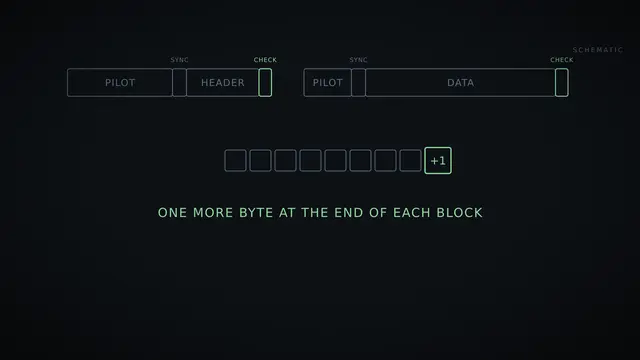 SCHEMATIC
SYNC CHECK SYNC CHECK
PILOT HEADER PILOT DATA
+1
ONE MORE BYTE AT THE END OF EACH BLOCK